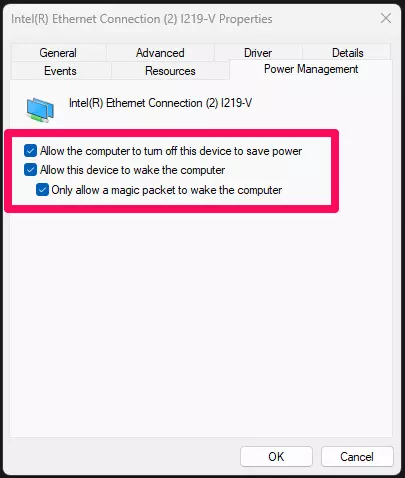 Intel(R) Ethernet Connection (2) I219-V Properties
General Advanced Driver Details
Events Resources Power Management
Intel(R) Ethernet Connection (2) I219-V
Allow the computer to turn off this device to save power
Allow this device to wake the computer
Only allow a magic packet to wake the computer
OK Cancel